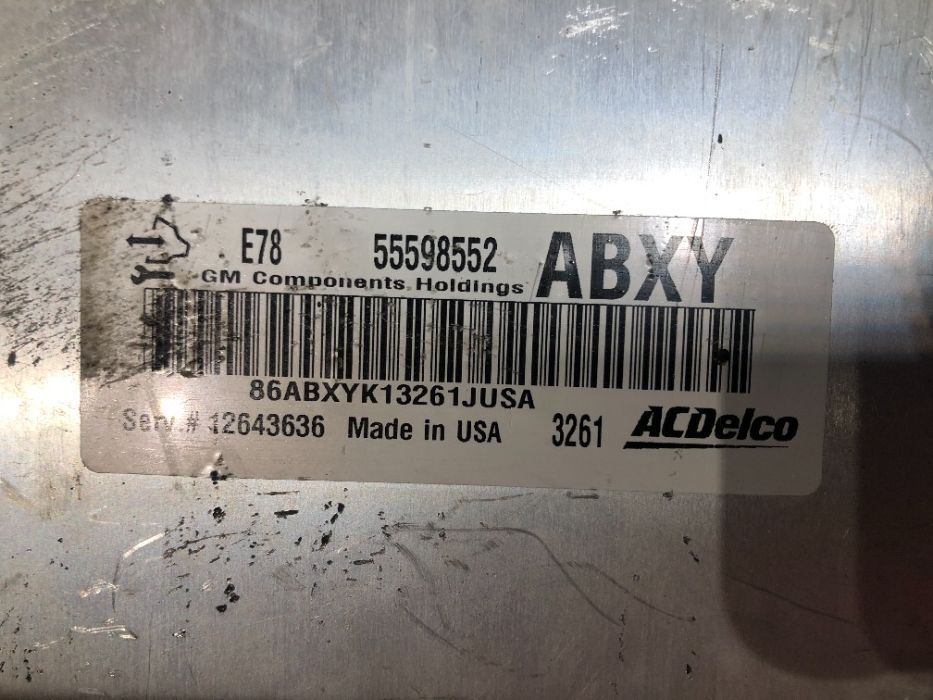 E78 55598552 ABXY
GM Components Holdings
86ABXYK13261JUSA
Serv # 12643636 Made in USA 3261 ACDelco